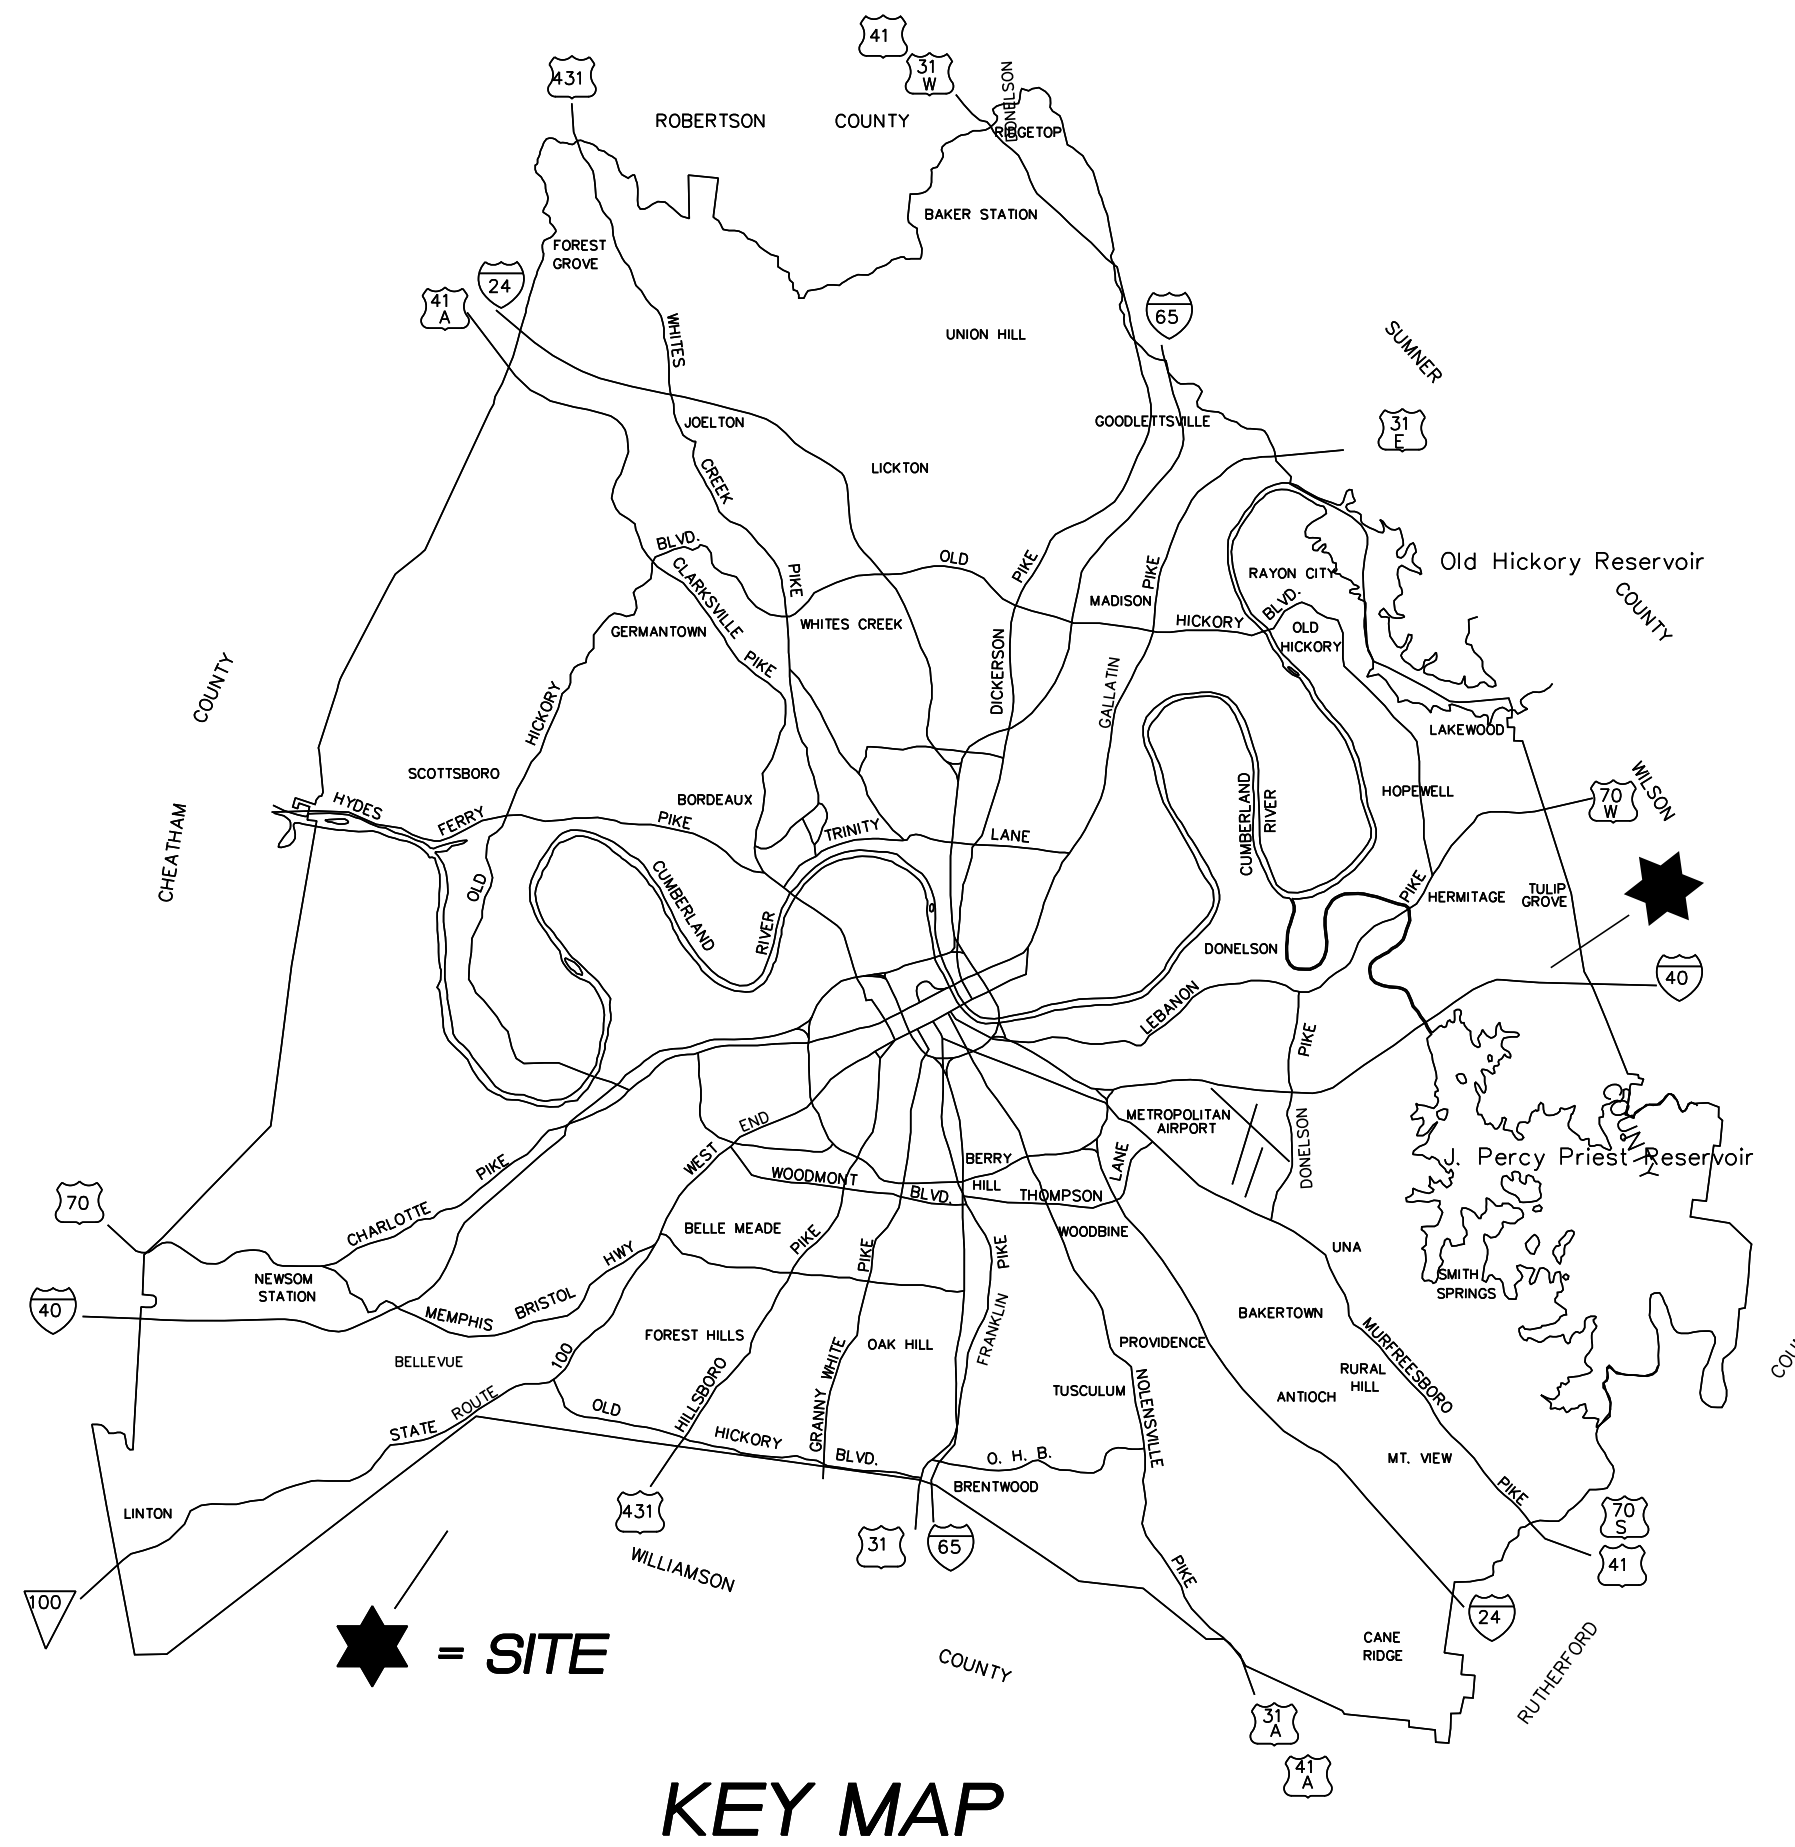 41
31
W
431
DONELSON
ROBERTSON COUNTY
RIDGETOP
BAKER STATION
FOREST
GROVE
24
41
A
65
WHITES
UNION HILL
SUMNER
JOELTON
GOODLETTSVILLE
31
E
CREEK
LICKTON
BLVD.
OLD
PIKE
PIKE
PIKE
Old Hickory Reservoir
RAYON CITY
CLARKSVILLE
MADISON
BLVD.
COUNTY
GERMANTOWN
WHITES CREEK
HICKORY
OLD
HICKORY
PIKE
COUNTY
HICKORY
DICKERSON
GALLATIN
LAKEWOOD
SCOTTSBORO
HOPEWELL
WILSON
70
W
HYDES
FERRY
PIKE
BORDEAUX
TRINITY
LANE
CUMBERLAND
RIVER
CHEATHAM
OLD
CUMBERLAND
RIVER
PIKE
HERMITAGE
TULIP
GROVE
DONELSON
40
LEBANON
PIKE
METROPOLITAN
AIRPORT
COUNTY
DONELSON
J. Percy Priest Reservoir
END
WEST
BERRY
HILL
LANE
PIKE
WOODMONT
BLVD.
THOMPSON
70
CHARLOTTE
BELLE MEADE
PIKE
PIKE
PIKE
WOODBINE
UNA
HWY
NEWSOM
STATION
SMITH
SPRINGS
40
MEMPHIS
BRISTOL
FOREST HILLS
OAK HILL
FRANKLIN
PROVIDENCE
BAKERTOWN
MURFREESBORO
BELLEVUE
100
GRANNY WHITE
RURAL
HILL
COU
TUSCULUM
ANTIOCH
STATE
ROUTE
OLD
HILLSBORO
NOLENSVILLE
HICKORY
BLVD.
O. H. B.
MT. VIEW
BRENTWOOD
PIKE
LINTON
431
31
65
70
S
41
WILLIAMSON
PIKE
100
24
= SITE
COUNTY
CANE
RIDGE
RUTHERFORD
31
A
41
A
KEY MAP